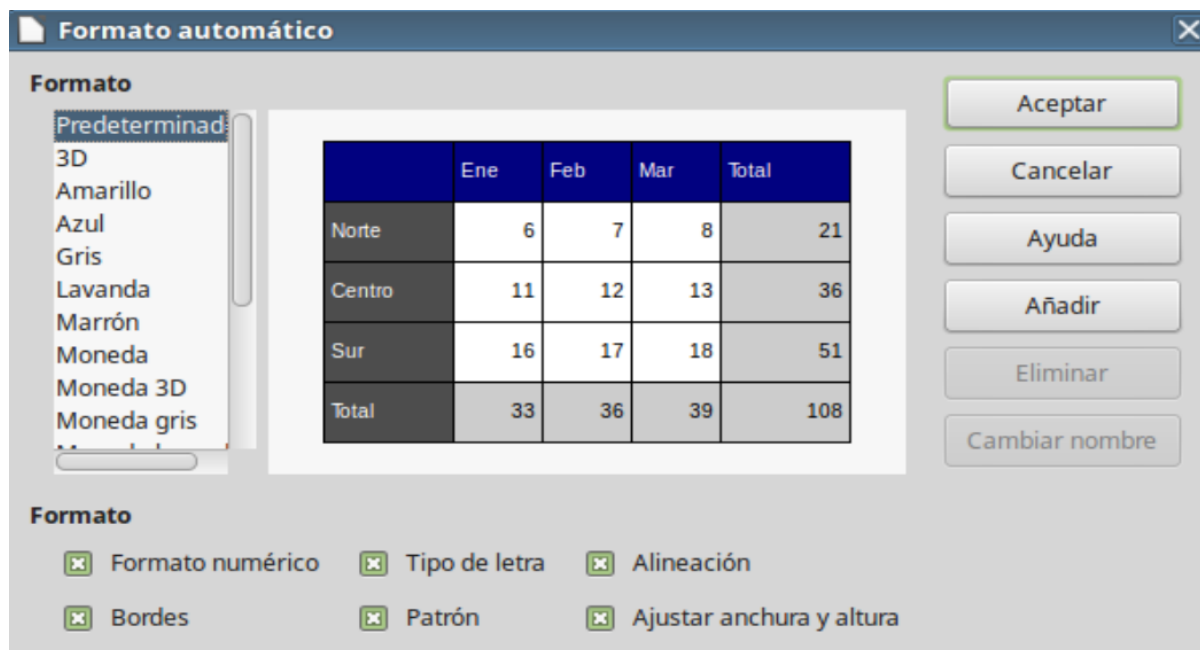 Formato automático
Formato
Predeterminad
3D
Amarillo
Azul
Gris
Lavanda
Marrón
Moneda
Moneda 3D
Moneda gris
Ene Feb Mar Total
Norte 6 7 8 21
Centro 11 12 13 36
Sur 16 17 18 51
Total 33 36 39 108
Aceptar
Cancelar
Ayuda
Añadir
Eliminar
Cambiar nombre
Formato
Formato numérico Tipo de letra Alineación
Bordes Patrón Ajustar anchura y altura